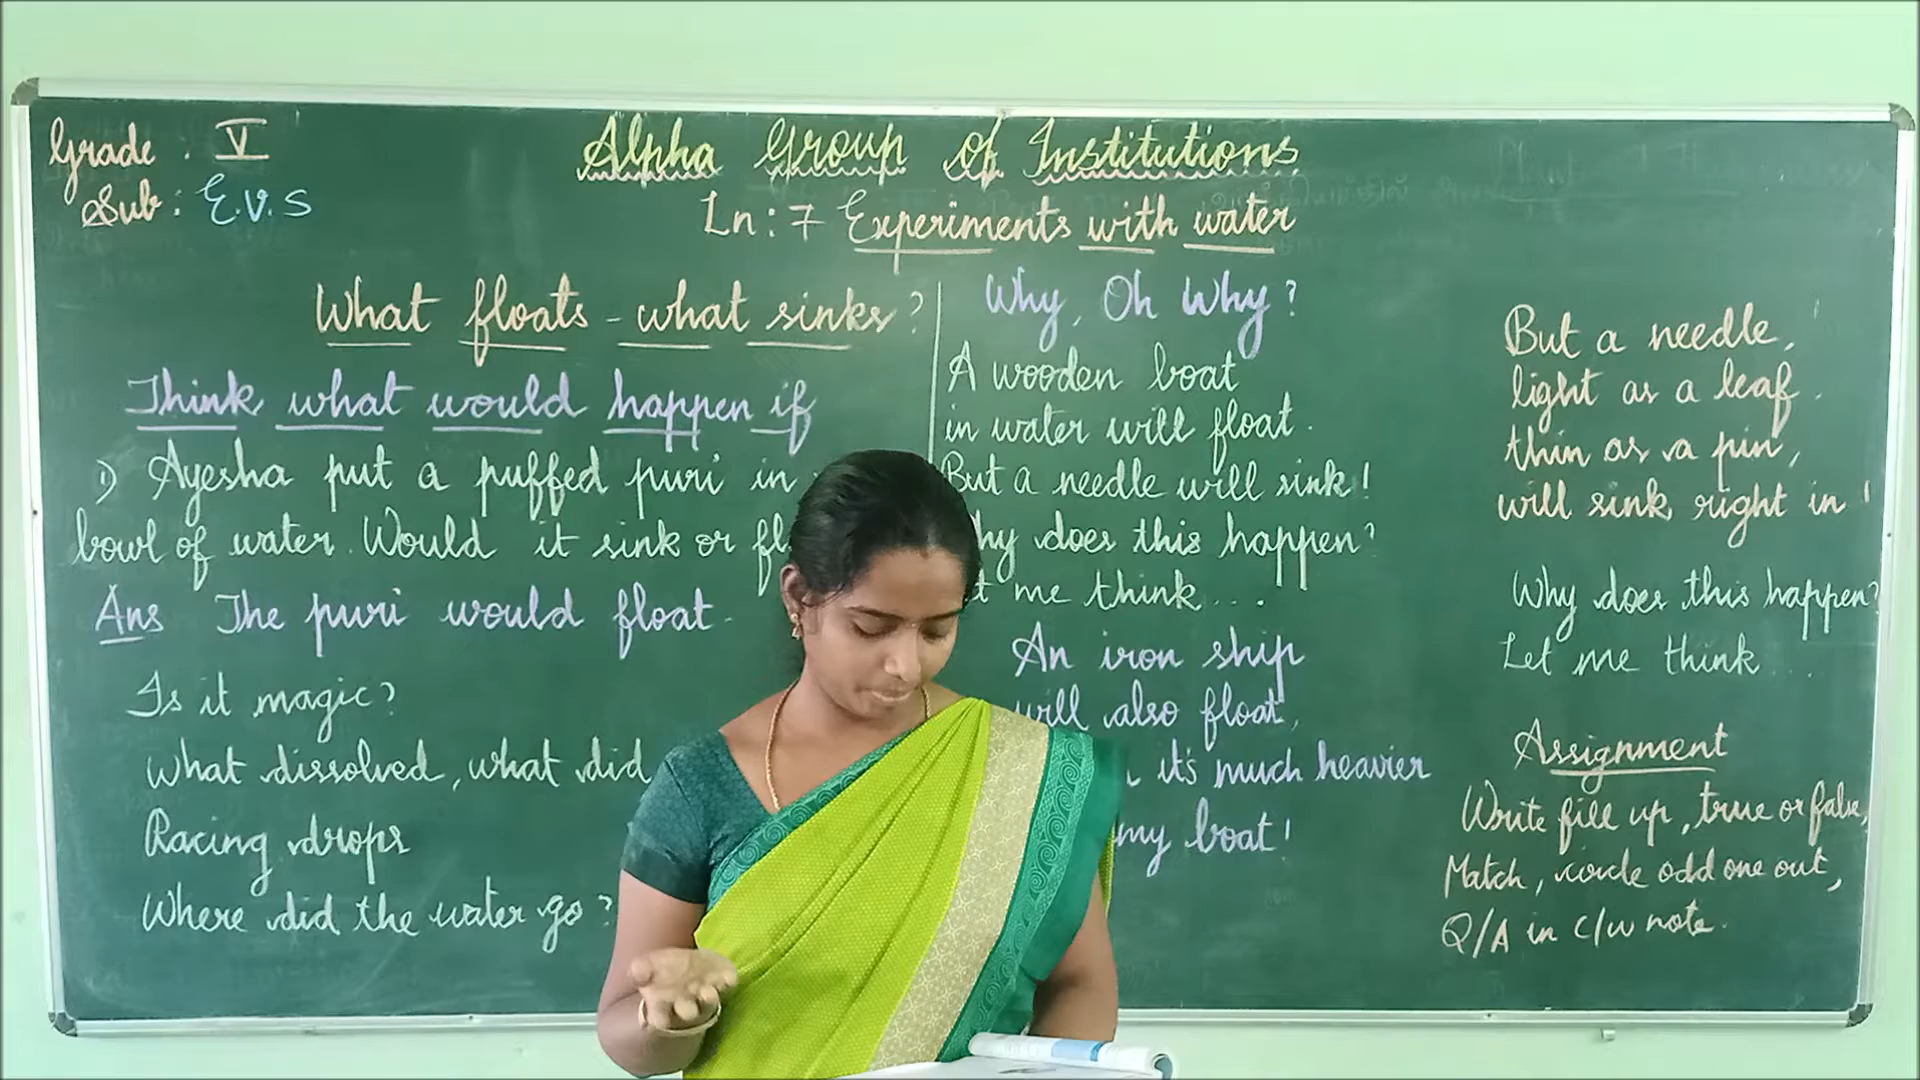 Grade : V
Sub : E.V.S
Alpha Group of Institutions
Ln : 7 Experiments with water
What floats - what sinks ?
Think what would happen if
1) Ayesha put a puffed puri in
bowl of water. Would it sink or fl
Ans The puri would float.
Is it magic?
What dissolved, what did
Racing drops
Where did the water go ?
Why, Oh Why ?
A wooden boat
in water will float.
But a needle will sink!
hy does this happen?
t me think...
An iron ship
will also float,
it's much heavier
my boat!
But a needle,
light as a leaf.
thin as a pin,
will sink right in !
Why does this happen?
Let me think ...
Assignment
Write fill up, true or false,
Match, circle odd one out,
Q/A in c/w note.